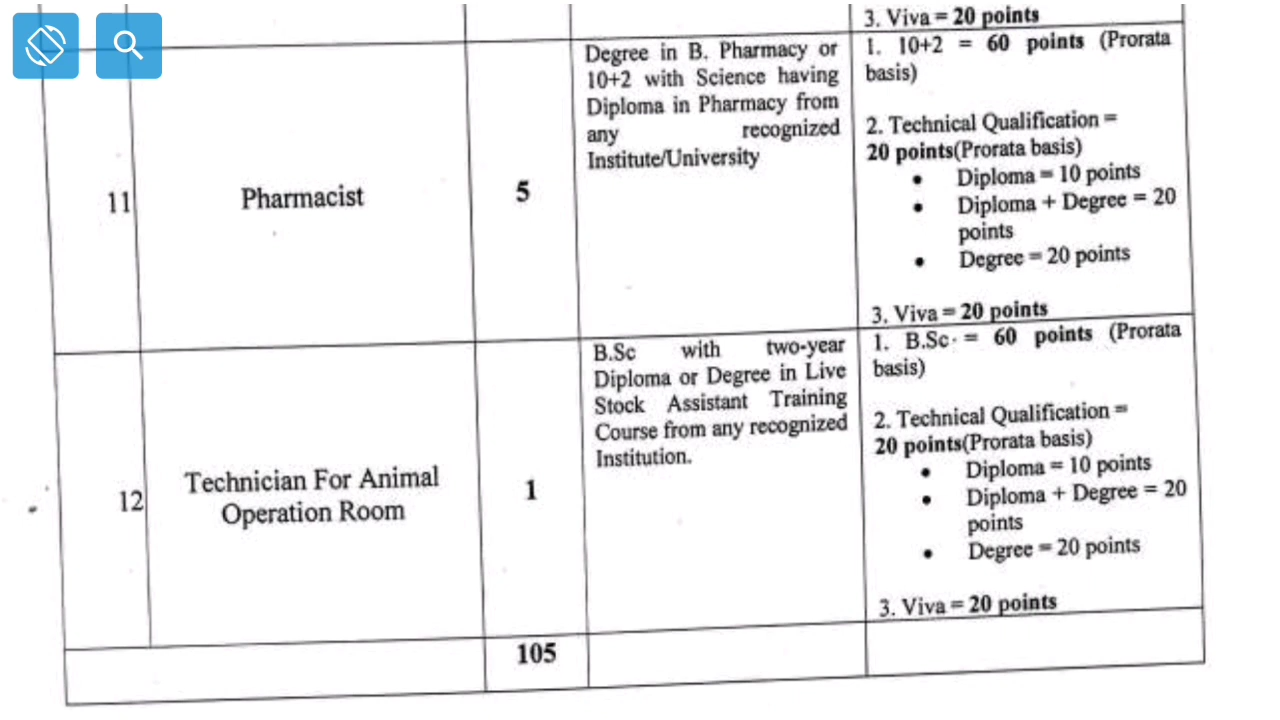 3. Viva = 20 points
11
Pharmacist
5
Degree in B. Pharmacy or
10+2 with Science having
Diploma in Pharmacy from
any recognized
Institute/University
1. 10+2 = 60 points (Prorata
basis)
2. Technical Qualification =
20 points(Prorata basis)
• Diploma = 10 points
• Diploma + Degree = 20
points
• Degree = 20 points
3. Viva = 20 points
12
Technician For Animal
Operation Room
1
B.Sc with two-year
Diploma or Degree in Live
Stock Assistant Training
Course from any recognized
Institution.
1. B.Sc = 60 points (Prorata
basis)
2. Technical Qualification =
20 points(Prorata basis)
• Diploma = 10 points
• Diploma + Degree = 20
points
• Degree = 20 points
3. Viva = 20 points
105